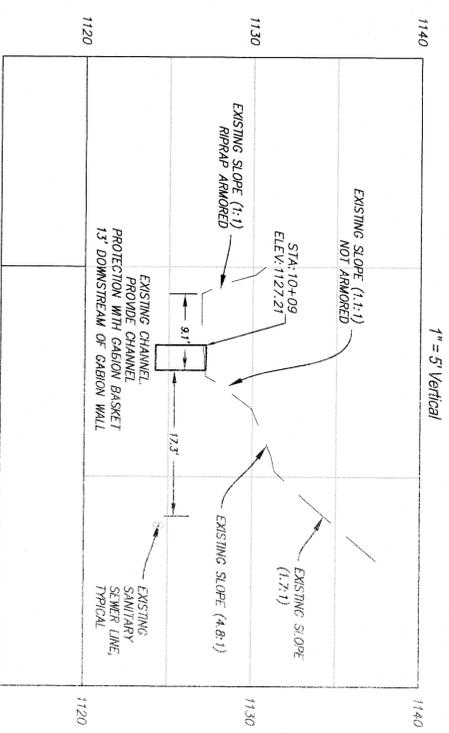 1" = 5' Vertical
1140
1140
EXISTING SLOPE (1.1:1)
NOT ARMORED
EXISTING SLOPE
(1.7:1)
1130
1130
STA:10+09
ELEV:1127.21
EXISTING SLOPE (1:1)
RIPRAP ARMORED
EXISTING SLOPE (4.8:1)
9.1'
17.3'
EXISTING CHANNEL.
PROVIDE CHANNEL
PROTECTION WITH GABION BASKET
13' DOWNSTREAM OF GABION WALL
EXISTING
SANITARY
SEWER LINE,
TYPICAL
1120
1120